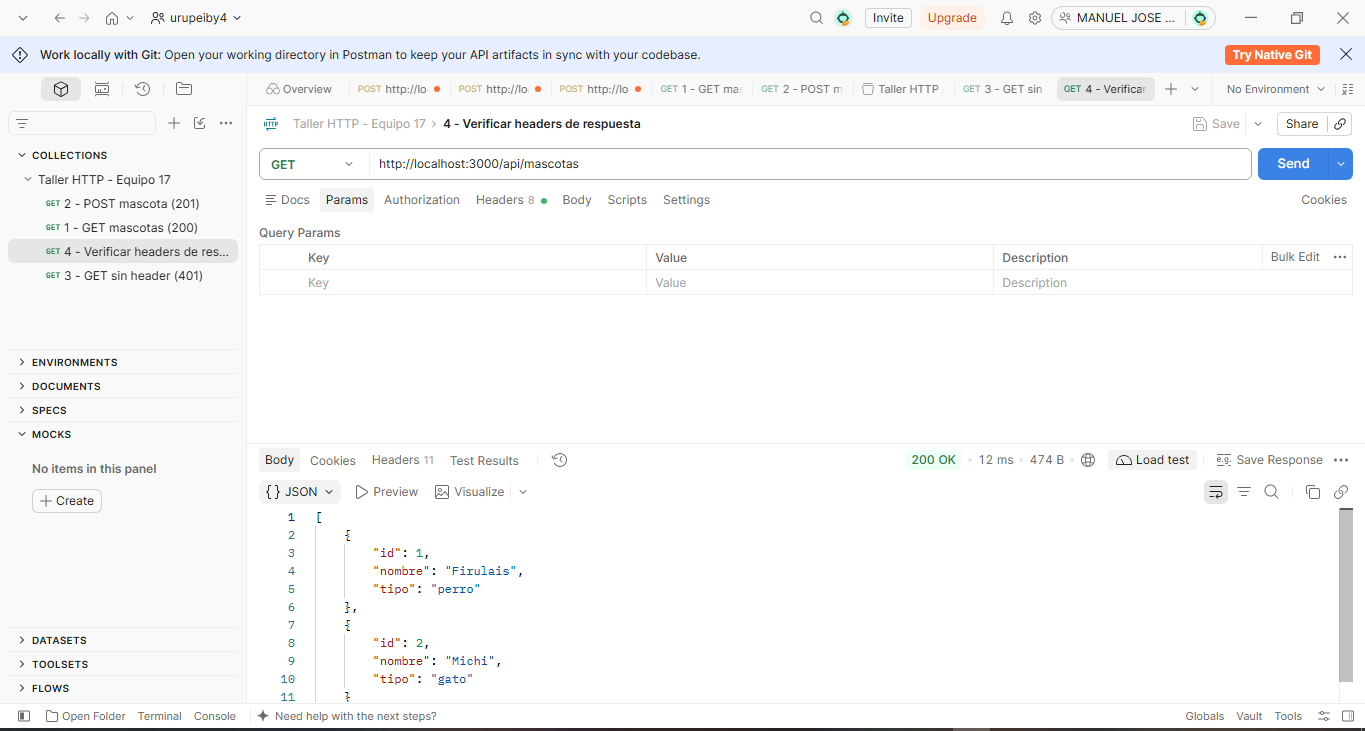 urupeiby4
Invite
Upgrade
MANUEL JOSE ...
Work locally with Git: Open your working directory in Postman to keep your API artifacts in sync with your codebase.
Try Native Git
Overview
POST http://lo
POST http://lo
POST http://lo
GET 1 - GET ma
GET 2 - POST m
Taller HTTP
GET 3 - GET sin
GET 4 - Verificar
No Environment
HTTP
Taller HTTP - Equipo 17 > 4 - Verificar headers de respuesta
Save
Share
COLLECTIONS
Taller HTTP - Equipo 17
GET 2 - POST mascota (201)
GET 1 - GET mascotas (200)
GET 4 - Verificar headers de res...
GET 3 - GET sin header (401)
ENVIRONMENTS
DOCUMENTS
SPECS
MOCKS
No items in this panel
Create
DATASETS
TOOLSETS
FLOWS
GET
http://localhost:3000/api/mascotas
Send
Docs
Params
Authorization
Headers 8
Body
Scripts
Settings
Cookies
Query Params
Key
Value
Description
Bulk Edit
Key
Value
Description
Body
Cookies
Headers 11
Test Results
200 OK
12 ms
474 B
Load test
e.g. Save Response
{} JSON
Preview
Visualize
1 [
2 {
3 "id": 1,
4 "nombre": "Firulais",
5 "tipo": "perro"
6 },
7 {
8 "id": 2,
9 "nombre": "Michi",
10 "tipo": "gato"
11 }
Open Folder
Terminal
Console
Need help with the next steps?
Globals
Vault
Tools